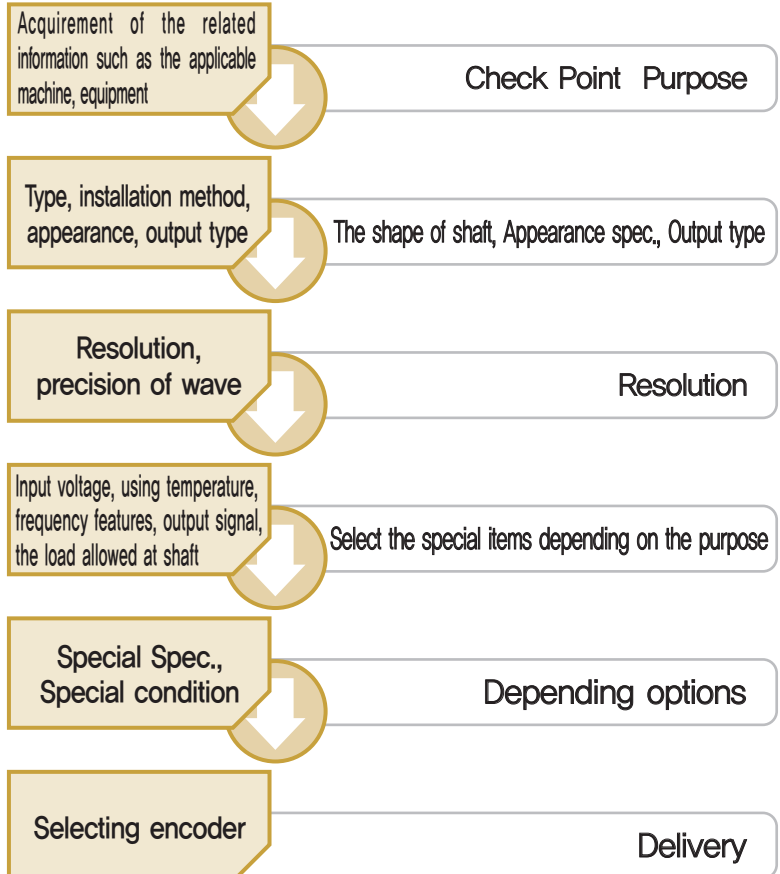 Acquirement of the related
information such as the applicable
machine, equipment
Check Point Purpose
Type, installation method,
appearance, output type
The shape of shaft, Appearance spec., Output type
Resolution,
precision of wave
Resolution
Input voltage, using temperature,
frequency features, output signal,
the load allowed at shaft
Select the special items depending on the purpose
Special Spec.,
Special condition
Depending options
Selecting encoder
Delivery